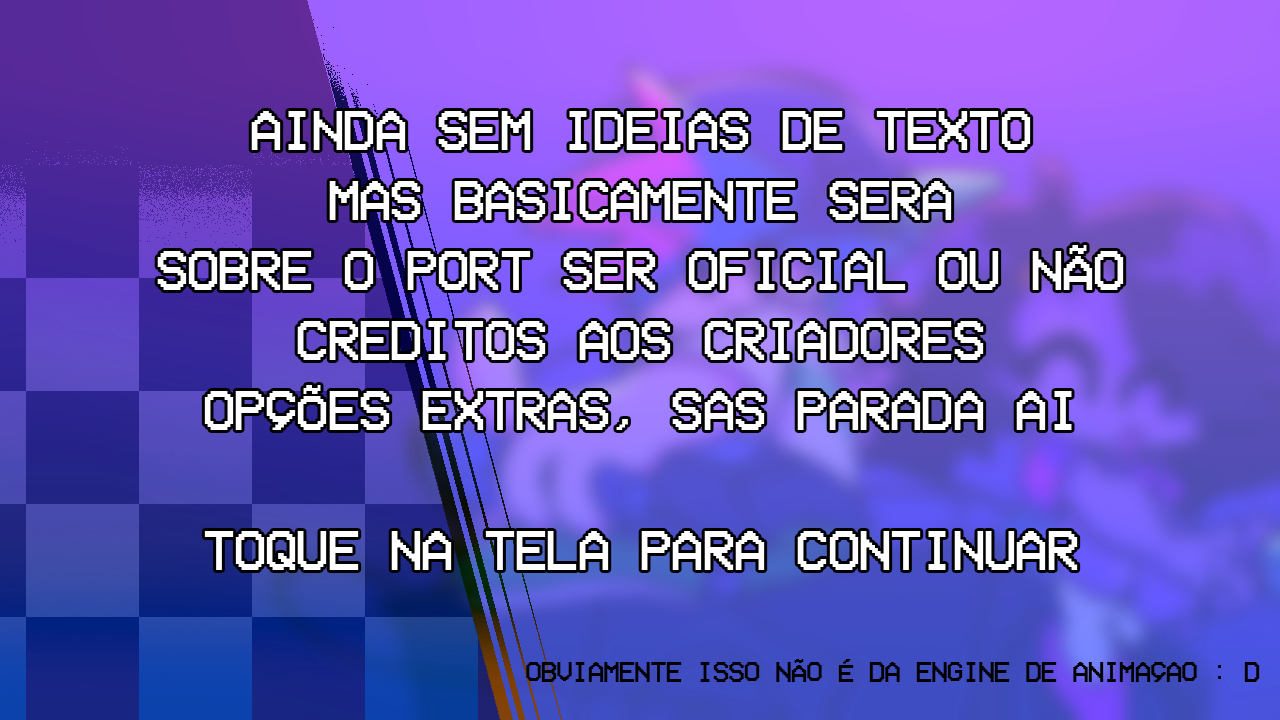 AINDA SEM IDEIAS DE TEXTO
MAS BASICAMENTE SERA
SOBRE O PORT SER OFICIAL OU NÃO
CREDITOS AOS CRIADORES
OPÇÕES EXTRAS, SAS PARADA AI
TOQUE NA TELA PARA CONTINUAR
OBVIAMENTE ISSO NÃO É DA ENGINE DE ANIMAÇAO : D